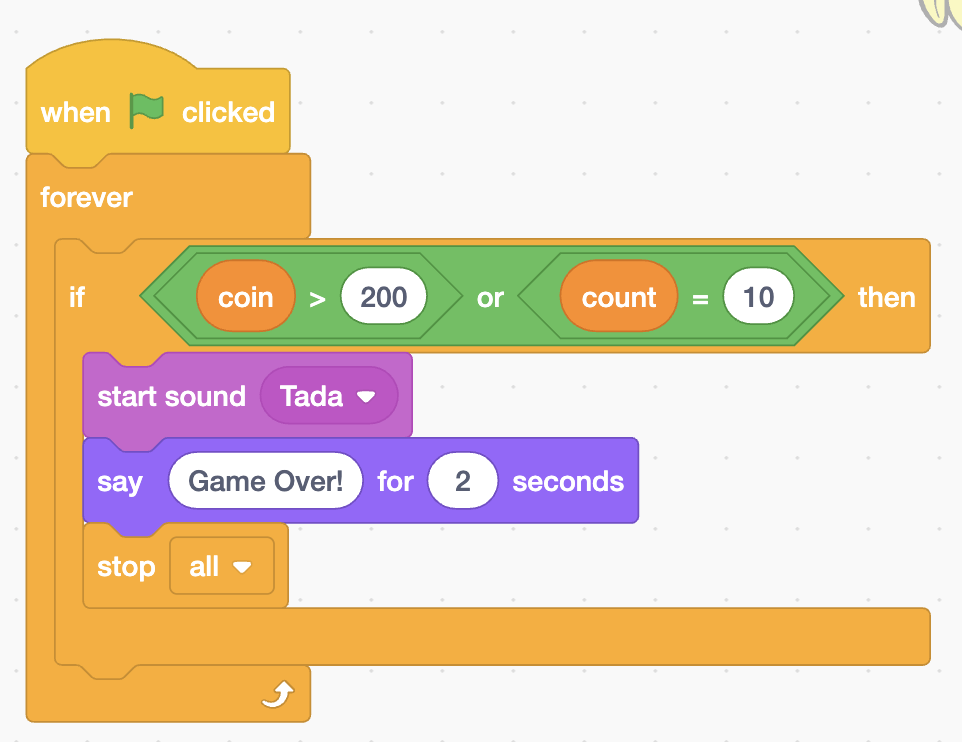 when clicked
forever
if coin > 200 or count = 10 then
start sound Tada
say Game Over! for 2 seconds
stop all